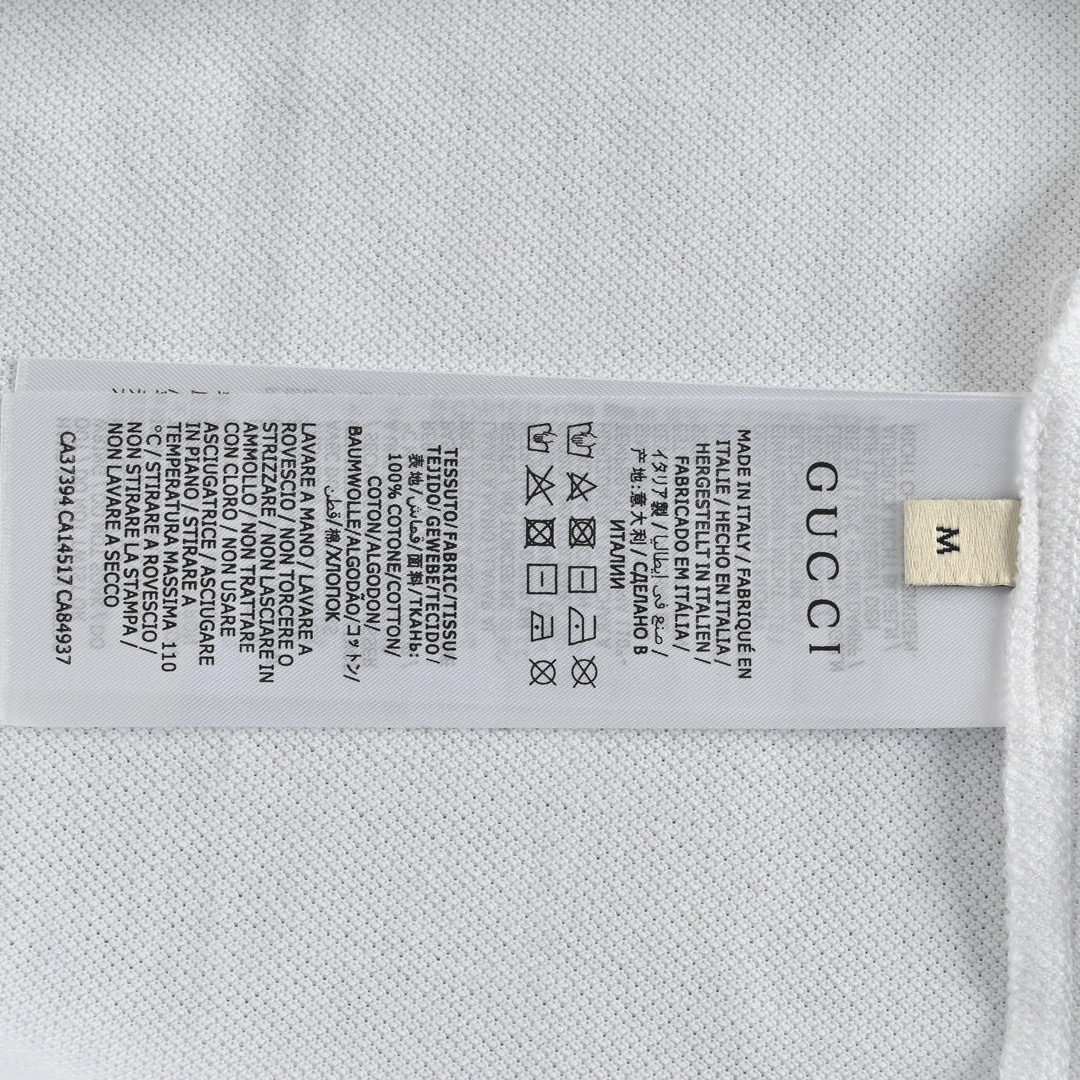 M
GUCCI
MADE IN ITALY / FABRIQUÉ EN
ITALIE / HECHO EN ITALIA /
HERGESTELLT IN ITALIEN /
FABRICADO EM ITÁLIA /
イタリア製 / صنع في ايطاليا /
产地:意大利 / СДЕЛАНО В
ИТАЛИИ
TESSUTO/FABRIC/TISSU/
TEJIDO/GEWEBE/TECIDO/
表地/قماش/面料/ТКАНЬ:
100% COTONE/COTTON/
COTON/ALGODON/
BAUMWOLLE/ALGODÃO/コットン/
قطن/棉/ХЛОПОК
LAVARE A MANO / LAVARE A
ROVESCIO / NON TORCERE O
STRIZZARE / NON LASCIARE IN
AMMOLLO / NON TRATTARE
CON CLORO / NON USARE
ASCIUGATRICE / ASCIUGARE
IN PIANO / STIRARE A
TEMPERATURA MASSIMA 110
°C / STIRARE A ROVESCIO /
NON STIRARE LA STAMPA /
NON LAVARE A SECCO
CA37394 CA14517 CA84937